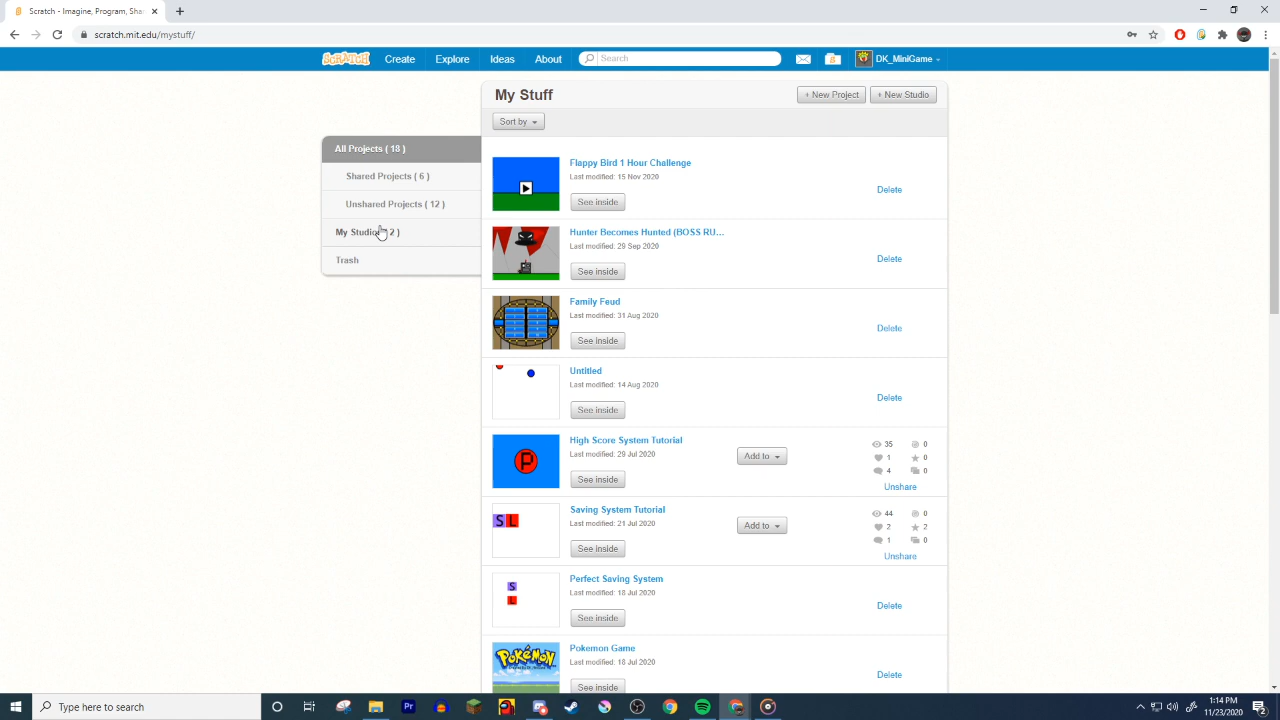 Scratch - Imagine, Program, Shar
scratch.mit.edu/mystuff/
SCRATCH
Create
Explore
Ideas
About
Search
DK_MiniGame
My Stuff
+ New Project
+ New Studio
Sort by
All Projects ( 18 )
Shared Projects ( 6 )
Unshared Projects ( 12 )
My Studio 2 )
Trash
Flappy Bird 1 Hour Challenge
Last modified: 15 Nov 2020
See inside
Delete
Hunter Becomes Hunted (BOSS RU...
Last modified: 29 Sep 2020
See inside
Delete
Family Feud
Last modified: 31 Aug 2020
See inside
Delete
Untitled
Last modified: 14 Aug 2020
See inside
Delete
P
High Score System Tutorial
Last modified: 29 Jul 2020
See inside
Add to
35 0
1 0
4 0
Unshare
S L
Saving System Tutorial
Last modified: 21 Jul 2020
See inside
Add to
44 0
2 2
1 0
Unshare
S
L
Perfect Saving System
Last modified: 18 Jul 2020
See inside
Delete
Pokémon
Pokemon Game
Last modified: 18 Jul 2020
See inside
Delete
Type here to search
Pr
1:14 PM
11/23/2020
2